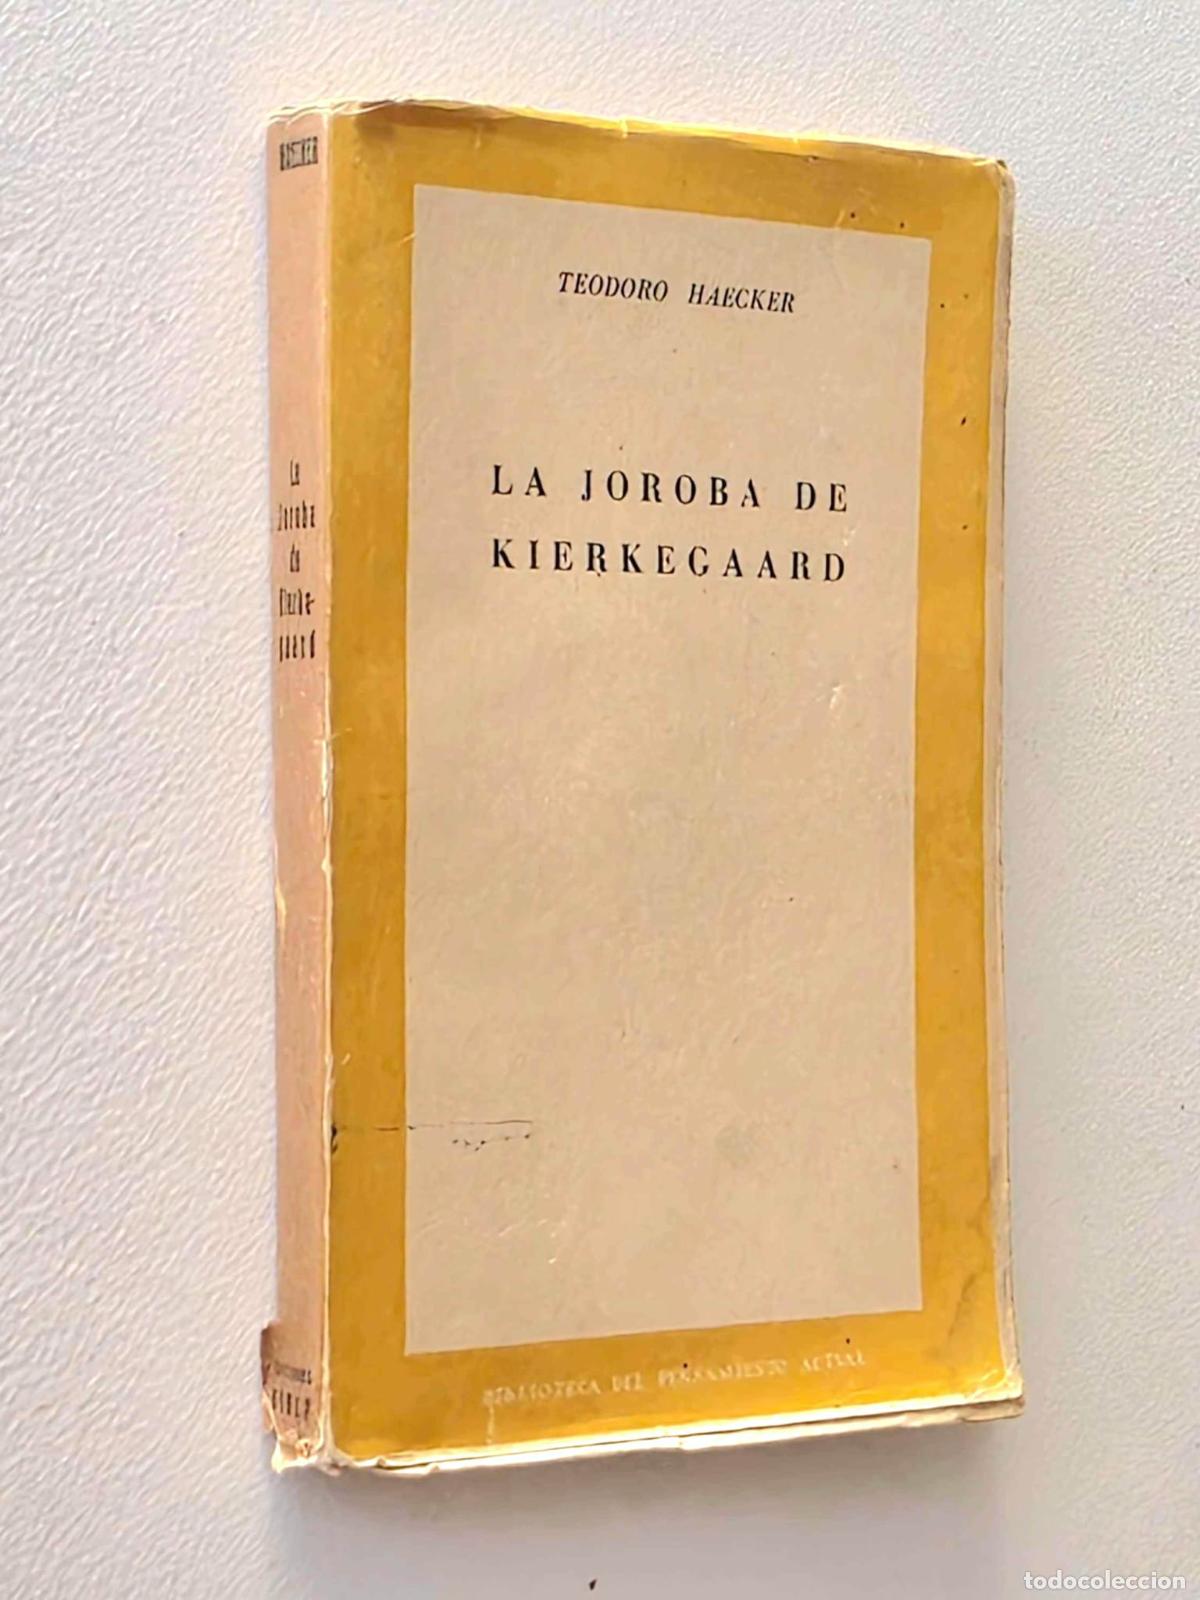 HAECKER
La
Joroba
de
Kierke-
gaard
EDICIONES
RIALP
TEODORO HAECKER
LA JOROBA DE
KIERKEGAARD
BIBLIOTECA DEL PENSAMIENTO ACTUAL
todocoleccion